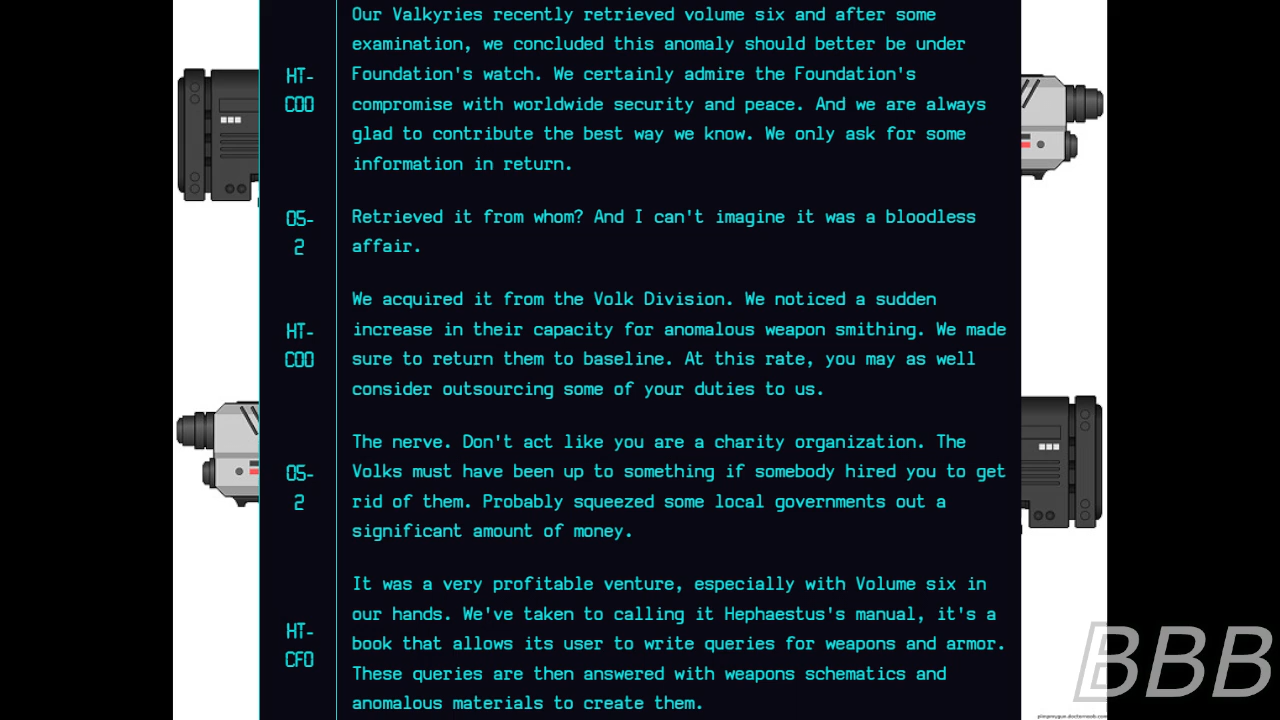 Our Valkyries recently retrieved volume six and after some
examination, we concluded this anomaly should better be under
HT-
Foundation's watch. We certainly admire the Foundation's
COO
compromise with worldwide security and peace. And we are always
glad to contribute the best way we know. We only ask for some
information in return.
O5-
Retrieved it from whom? And I can't imagine it was a bloodless
2
affair.
We acquired it from the Volk Division. We noticed a sudden
HT-
increase in their capacity for anomalous weapon smithing. We made
COO
sure to return them to baseline. At this rate, you may as well
consider outsourcing some of your duties to us.
The nerve. Don't act like you are a charity organization. The
O5-
Volks must have been up to something if somebody hired you to get
2
rid of them. Probably squeezed some local governments out a
significant amount of money.
It was a very profitable venture, especially with Volume six in
our hands. We've taken to calling it Hephaestus's manual, it's a
HT-
book that allows its user to write queries for weapons and armor.
CFO
These queries are then answered with weapons schematics and
anomalous materials to create them.
BBB
pimpmygun.doctornoob.com